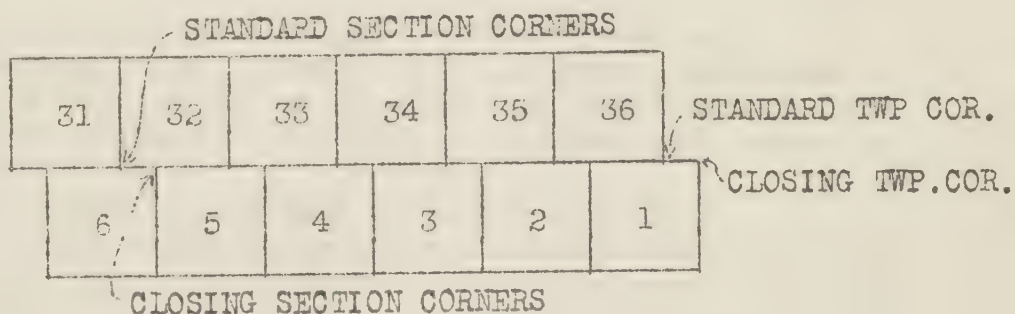 STANDARD SECTION CORNERS
31 32 33 34 35 36
STANDARD TWP COR.
CLOSING TWP.COR.
6 5 4 3 2 1
CLOSING SECTION CORNERS